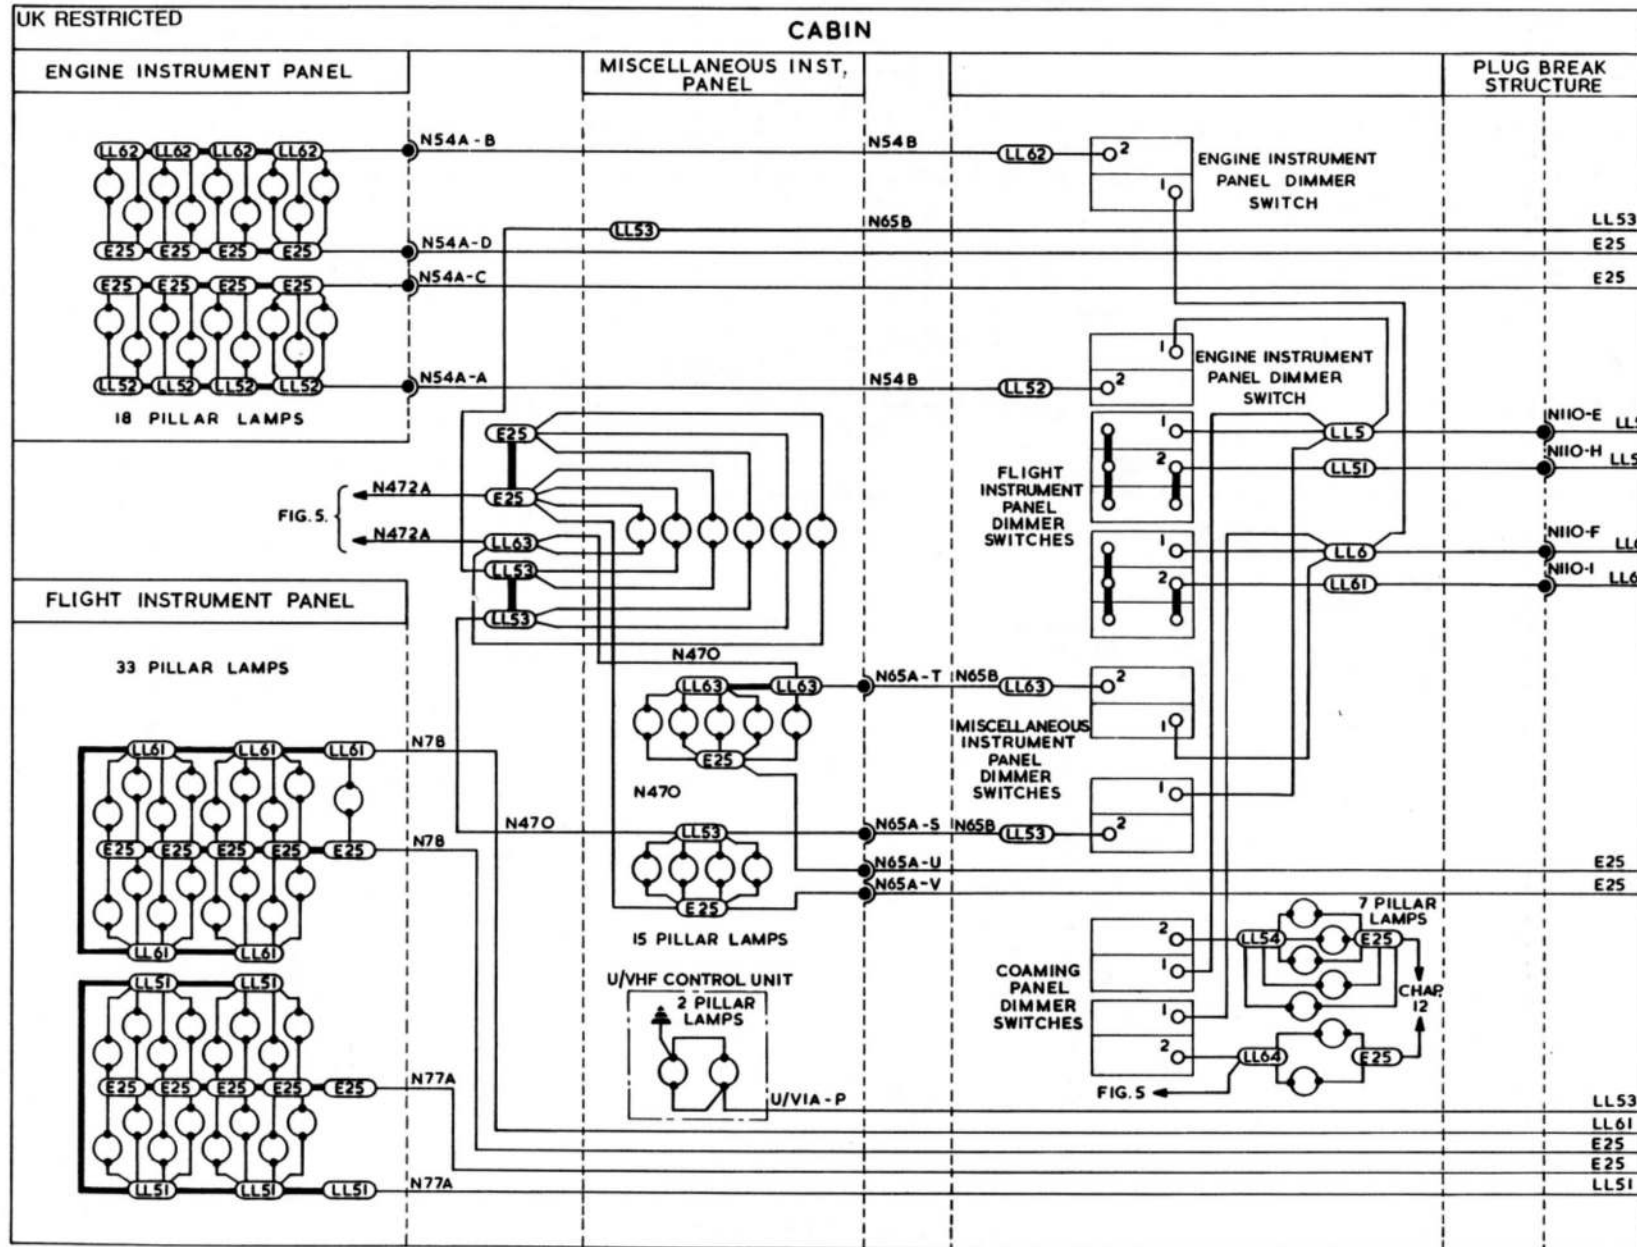 UK RESTRICTED
CABIN
ENGINE INSTRUMENT PANEL
MISCELLANEOUS INST,
PANEL
PLUG BREAK
STRUCTURE
LL62 LL62 LL62 LL62
N54A-B
N54B
LL62
2
1
ENGINE INSTRUMENT
PANEL DIMMER
SWITCH
LL53
N65B
LL53
E25 E25 E25 E25
N54A-D
E25
E25 E25 E25 E25
N54A-C
E25
LL52 LL52 LL52 LL52
N54A-A
N54B
LL52
1
2
ENGINE INSTRUMENT
PANEL DIMMER
SWITCH
18 PILLAR LAMPS
E25
E25
N472A
FIG. 5.
N472A
LL63
LL53
LL53
1
2
FLIGHT
INSTRUMENT
PANEL
DIMMER
SWITCHES
1
2
LL5
N110-E
LL51
N110-H
LL6
N110-F
LL61
N110-I
FLIGHT INSTRUMENT PANEL
33 PILLAR LAMPS
N470
LL63 LL63
N65A-T
N65B
LL63
2
1
E25
MISCELLANEOUS
INSTRUMENT
PANEL
DIMMER
SWITCHES
N470
LL61 LL61 LL61
N7B
E25 E25 E25 E25 E25
N7B
LL61 LL61
N470
LL53
N65A-S
N65B
LL53
1
2
N65A-U
E25
N65A-V
E25
E25
15 PILLAR LAMPS
LL51 LL51
E25 E25 E25 E25 E25
N77A
LL51 LL51 LL51
N77A
U/VHF CONTROL UNIT
2 PILLAR
LAMPS
U/V1A-P
COAMING
PANEL
DIMMER
SWITCHES
2
1
1
2
LL54
7 PILLAR
LAMPS
E25
CHAP.
12
LL64
E25
FIG. 5
LL53
LL61
E25
E25
LL51